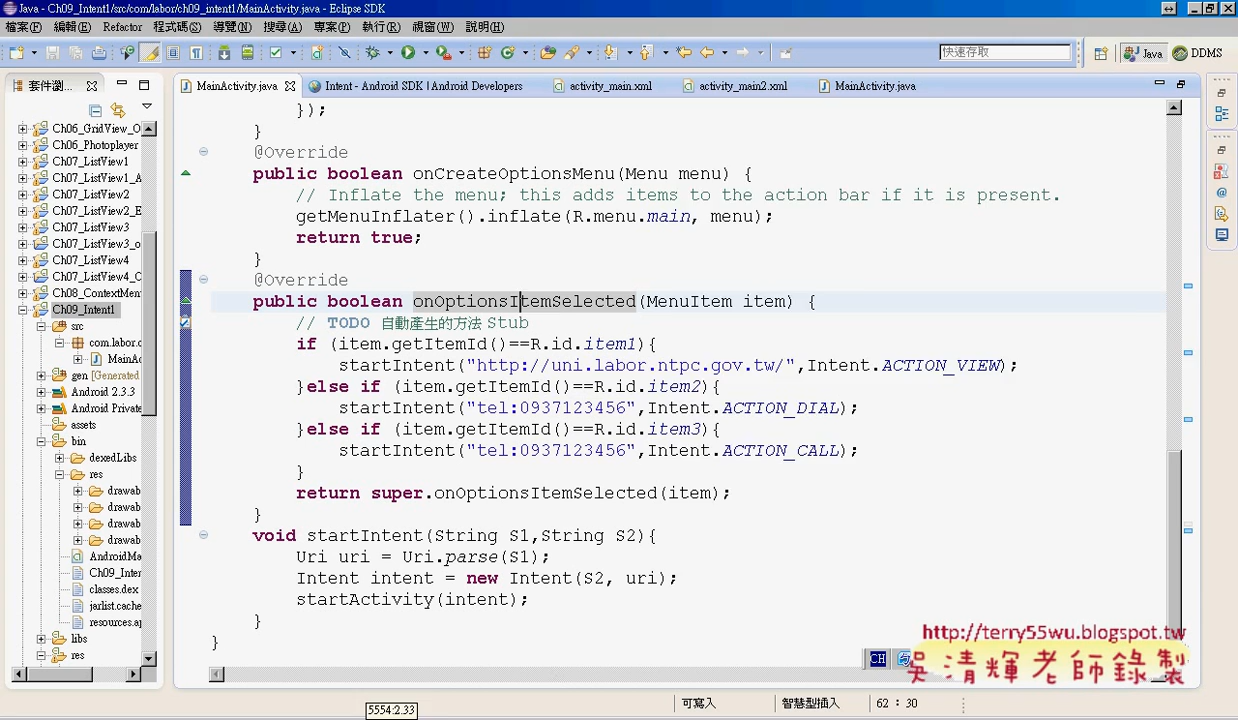 Java - Ch09_Intent1/src/com/labor/ch09_intent1/MainActivity.java - Eclipse SDK
檔案(F) 編輯(E) Refactor 程式碼(S) 導覽(N) 搜尋(A) 專案(P) 執行(R) 視窗(W) 說明(H)
快速存取
Java
DDMS
套件瀏...
MainActivity.java
Intent - Android SDK | Android Developers
activity_main.xml
activity_main2.xml
MainActivity.java
Ch06_GridView_O
Ch06_Photoplayer
Ch07_ListView1
Ch07_ListView1_A
Ch07_ListView2
Ch07_ListView2_E
Ch07_ListView3
Ch07_ListView3_o
Ch07_ListView4
Ch07_ListView4_C
Ch08_ContextMen
Ch09_Intent1
src
com.labor.c
MainAc
gen [Generated
Android 2.3.3
Android Private
assets
bin
dexedLibs
res
drawab
drawab
drawab
drawab
AndroidMa
Ch09_Inten
classes.dex
jarlist.cache
resources.ap
libs
res
});
}
@Override
public boolean onCreateOptionsMenu(Menu menu) {
// Inflate the menu; this adds items to the action bar if it is present.
getMenuInflater().inflate(R.menu.main, menu);
return true;
}
@Override
public boolean onOptionsItemSelected(MenuItem item) {
// TODO 自動產生的方法 Stub
if (item.getItemId()==R.id.item1){
startIntent("http://uni.labor.ntpc.gov.tw/",Intent.ACTION_VIEW);
}else if (item.getItemId()==R.id.item2){
startIntent("tel:0937123456",Intent.ACTION_DIAL);
}else if (item.getItemId()==R.id.item3){
startIntent("tel:0937123456",Intent.ACTION_CALL);
}
return super.onOptionsItemSelected(item);
}
void startIntent(String S1,String S2){
Uri uri = Uri.parse(S1);
Intent intent = new Intent(S2, uri);
startActivity(intent);
}
}
CH
http://terry55wu.blogspot.tw
吳清輝老師錄製
可寫入
智慧型插入
62 : 30
5554:2.33